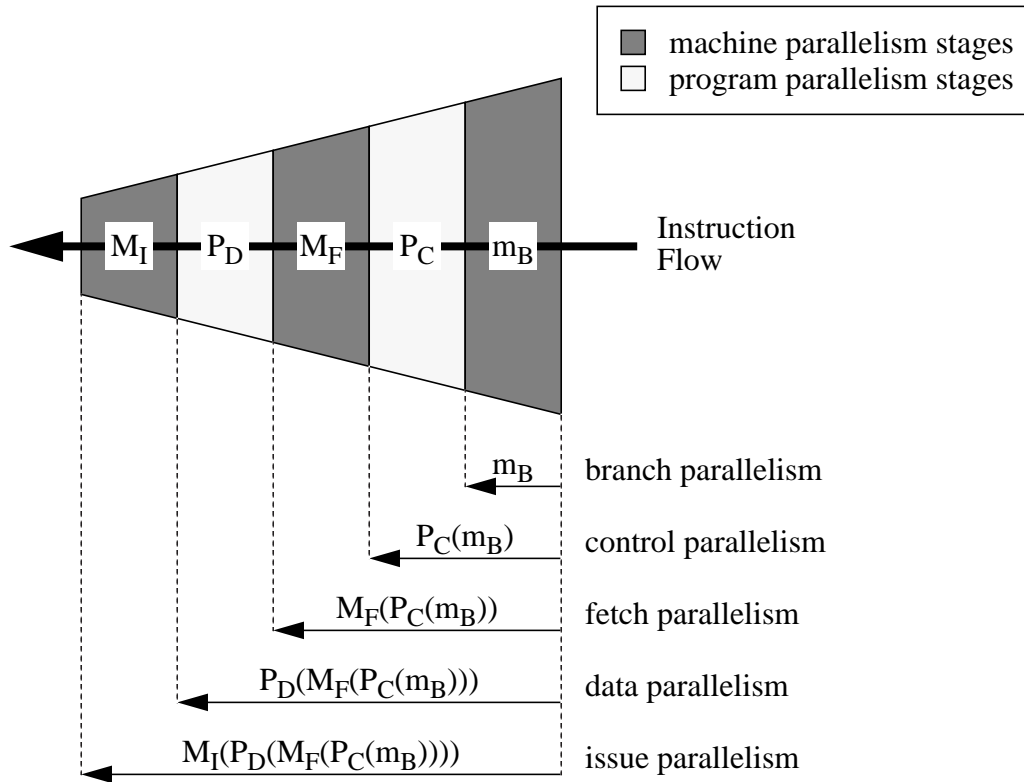 machine parallelism stages
program parallelism stages
M_I P_D M_F P_C m_B
Instruction
Flow
m_B branch parallelism
P_C(m_B) control parallelism
M_F(P_C(m_B)) fetch parallelism
P_D(M_F(P_C(m_B))) data parallelism
M_I(P_D(M_F(P_C(m_B)))) issue parallelism